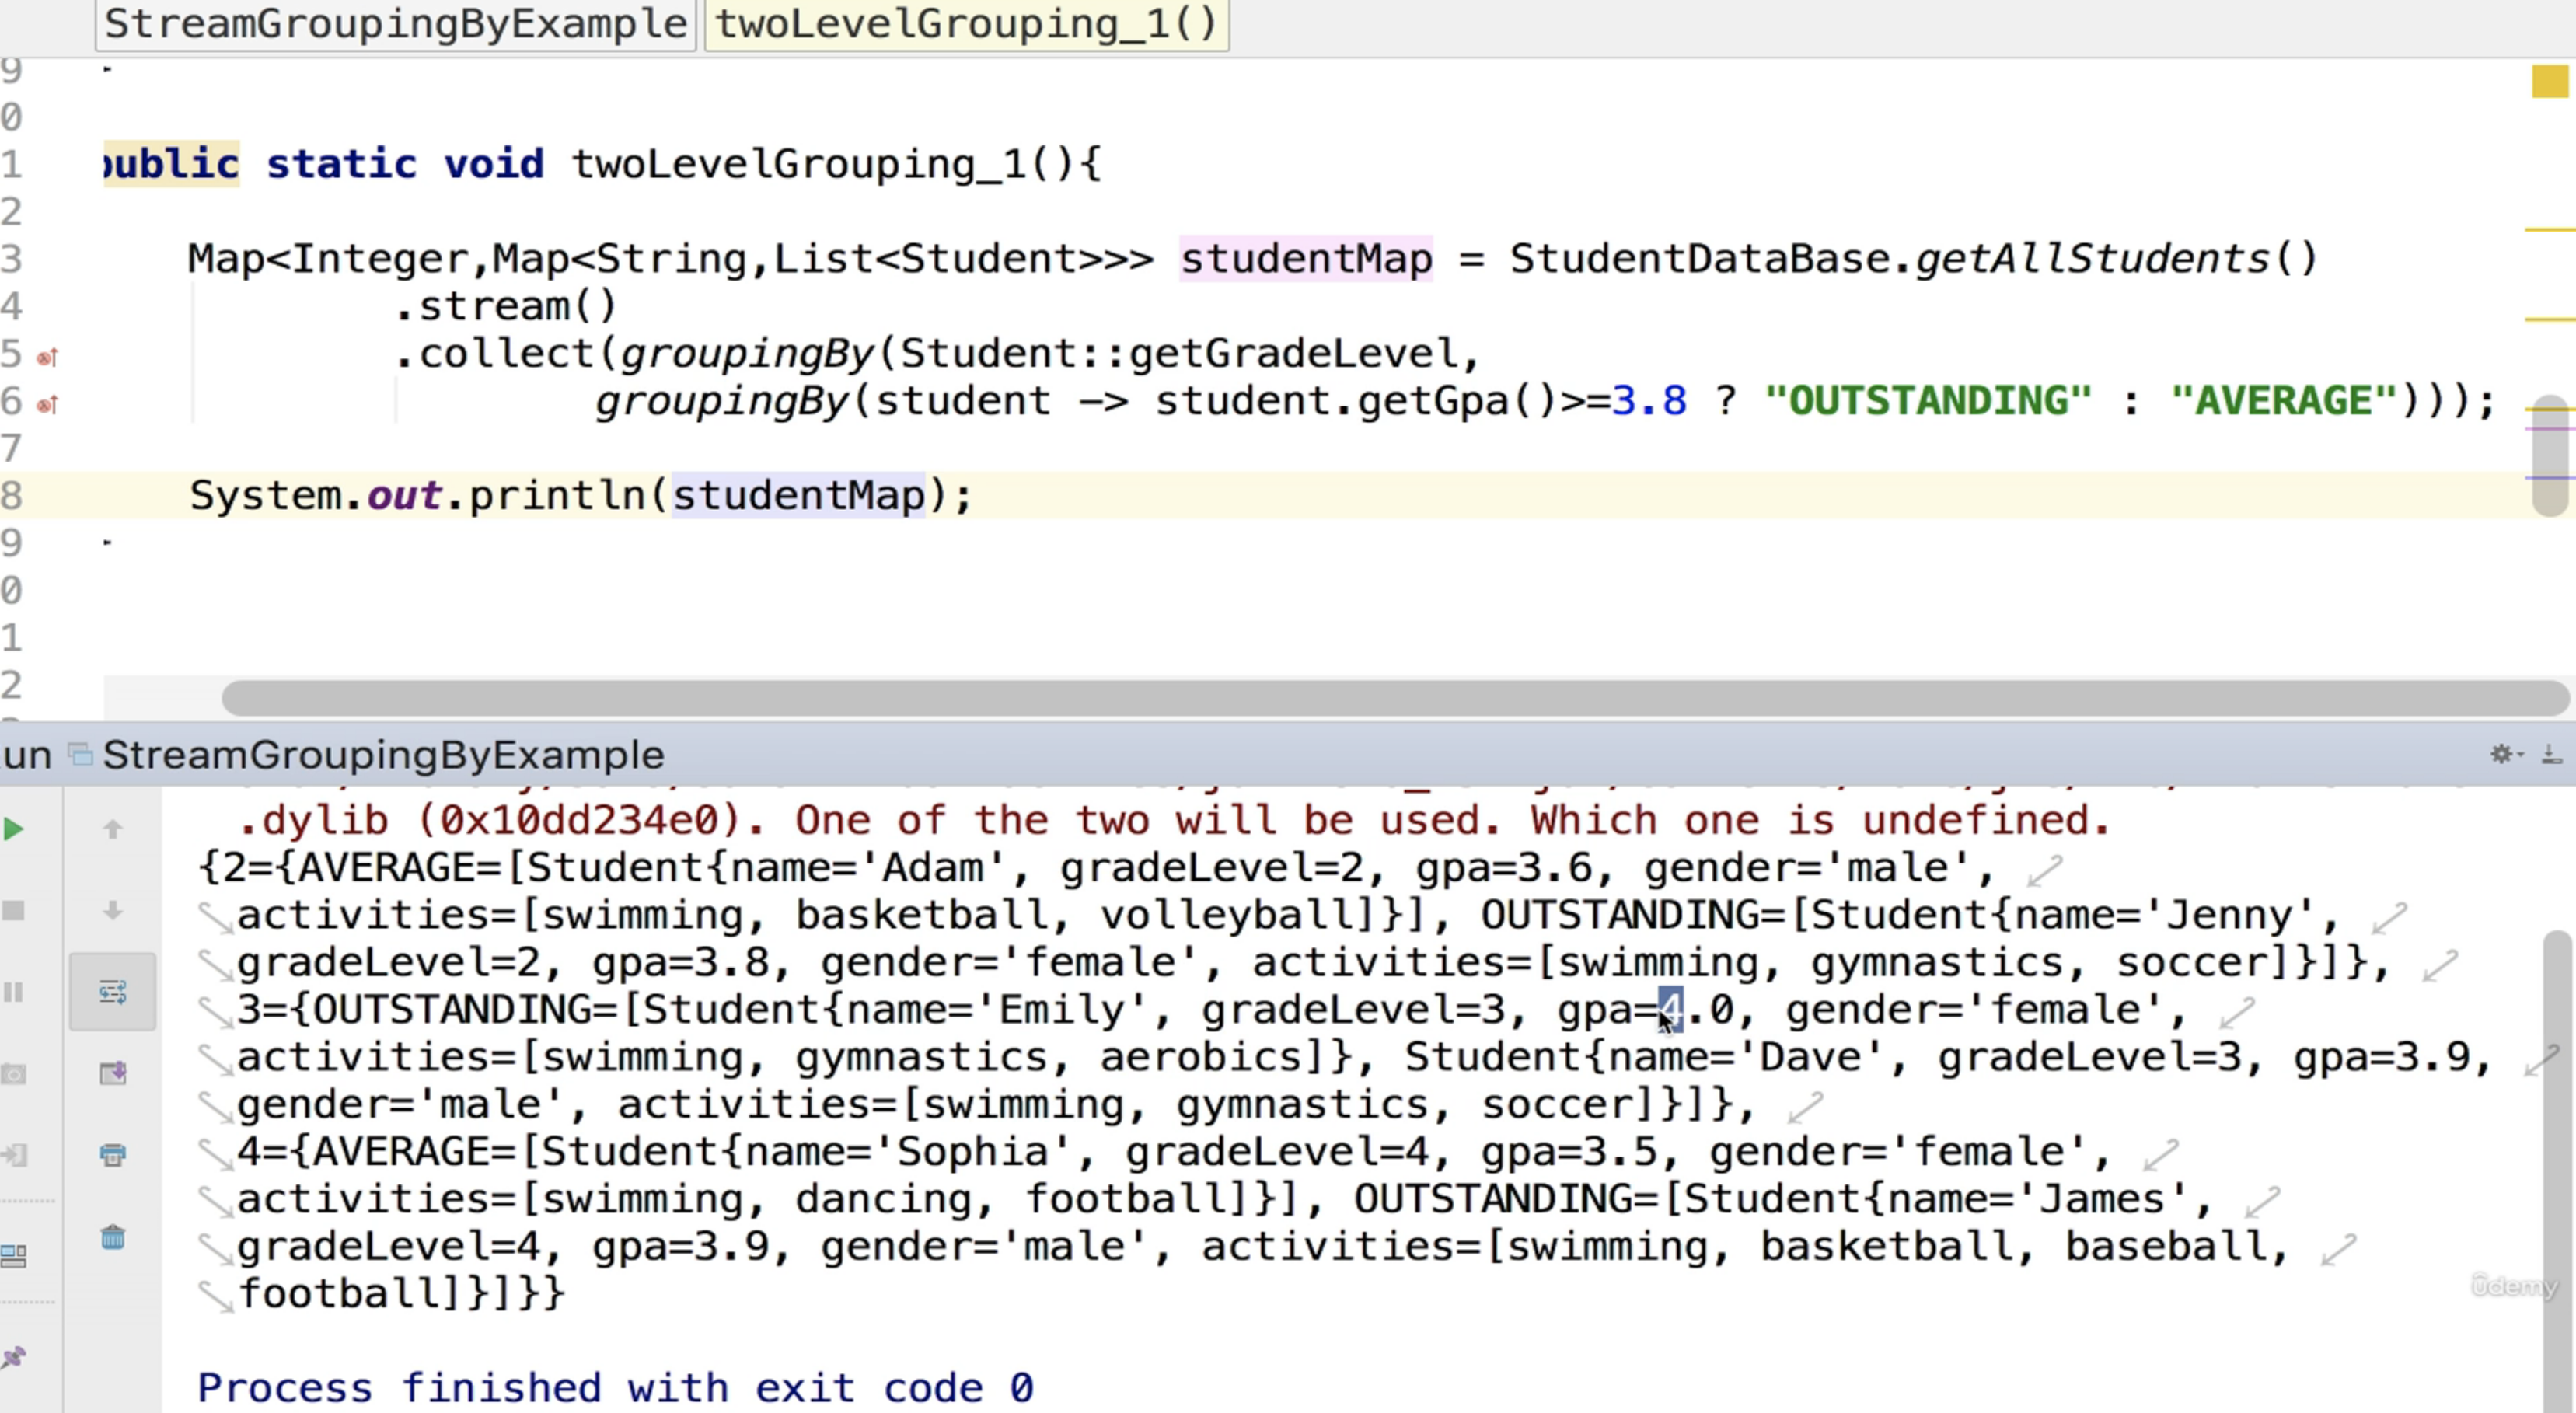 StreamGroupingByExample twoLevelGrouping_1()
9
0
1 public static void twoLevelGrouping_1(){
2
3 Map<Integer,Map<String,List<Student>>> studentMap = StudentDataBase.getAllStudents()
4 .stream()
5 .collect(groupingBy(Student::getGradeLevel,
6 groupingBy(student -> student.getGpa()>=3.8 ? "OUTSTANDING" : "AVERAGE")));
7
8 System.out.println(studentMap);
9
0
1
2
un StreamGroupingByExample
.dylib (0x10dd234e0). One of the two will be used. Which one is undefined.
{2={AVERAGE=[Student{name='Adam', gradeLevel=2, gpa=3.6, gender='male',
activities=[swimming, basketball, volleyball]}], OUTSTANDING=[Student{name='Jenny',
gradeLevel=2, gpa=3.8, gender='female', activities=[swimming, gymnastics, soccer]}]},
3={OUTSTANDING=[Student{name='Emily', gradeLevel=3, gpa=4.0, gender='female',
activities=[swimming, gymnastics, aerobics]}, Student{name='Dave', gradeLevel=3, gpa=3.9,
gender='male', activities=[swimming, gymnastics, soccer]}]},
4={AVERAGE=[Student{name='Sophia', gradeLevel=4, gpa=3.5, gender='female',
activities=[swimming, dancing, football]}], OUTSTANDING=[Student{name='James',
gradeLevel=4, gpa=3.9, gender='male', activities=[swimming, basketball, baseball,
football]}]}}
ûdemy
Process finished with exit code 0